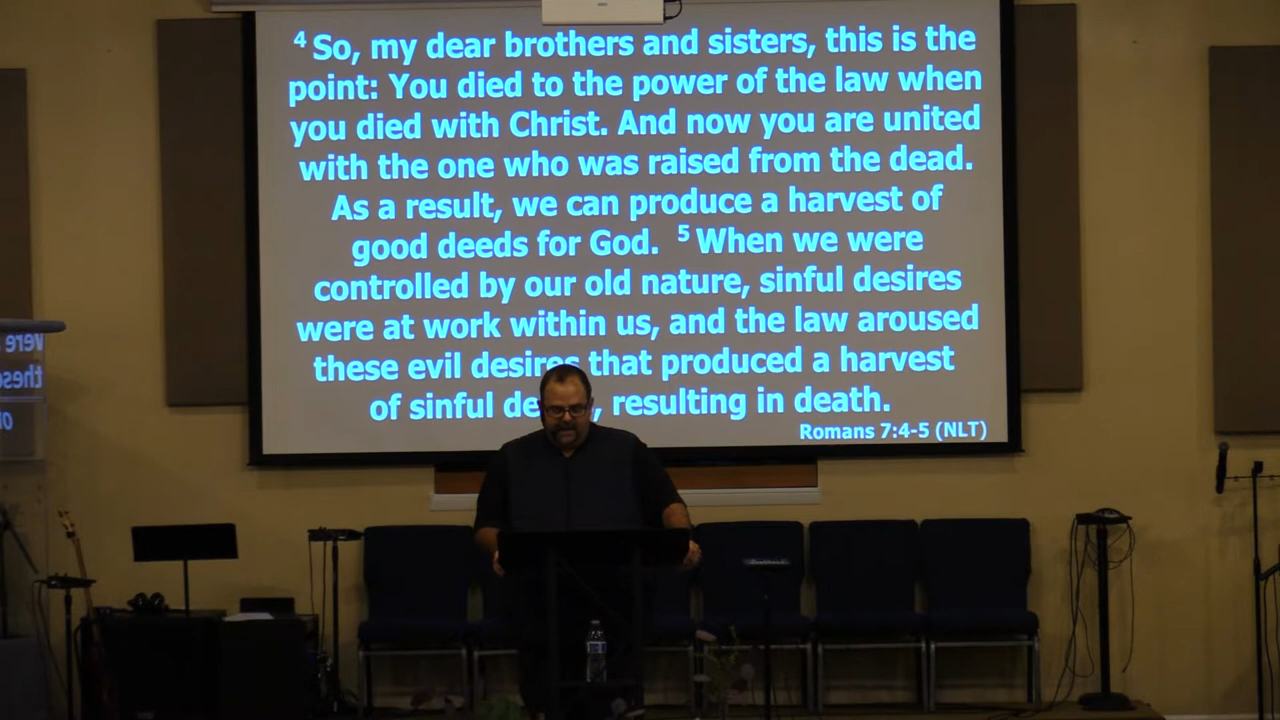 4 So, my dear brothers and sisters, this is the
point: You died to the power of the law when
you died with Christ. And now you are united
with the one who was raised from the dead.
As a result, we can produce a harvest of
good deeds for God. 5 When we were
controlled by our old nature, sinful desires
were at work within us, and the law aroused
these evil desires that produced a harvest
of sinful , resulting in death.
Romans 7:4-5 (NLT)
were
these
of